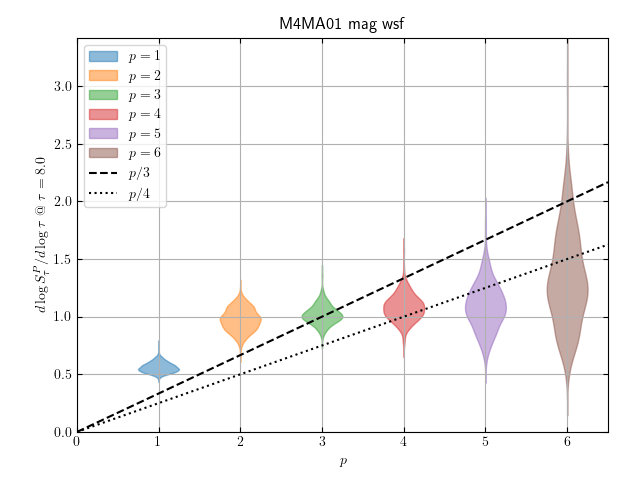 M4MA01 mag wsf
d log S_τ^P / d log τ @ τ = 8.0
3.0
2.5
2.0
1.5
1.0
0.5
0.0
p = 1
p = 2
p = 3
p = 4
p = 5
p = 6
p/3
p/4
0 1 2 3 4 5 6
p